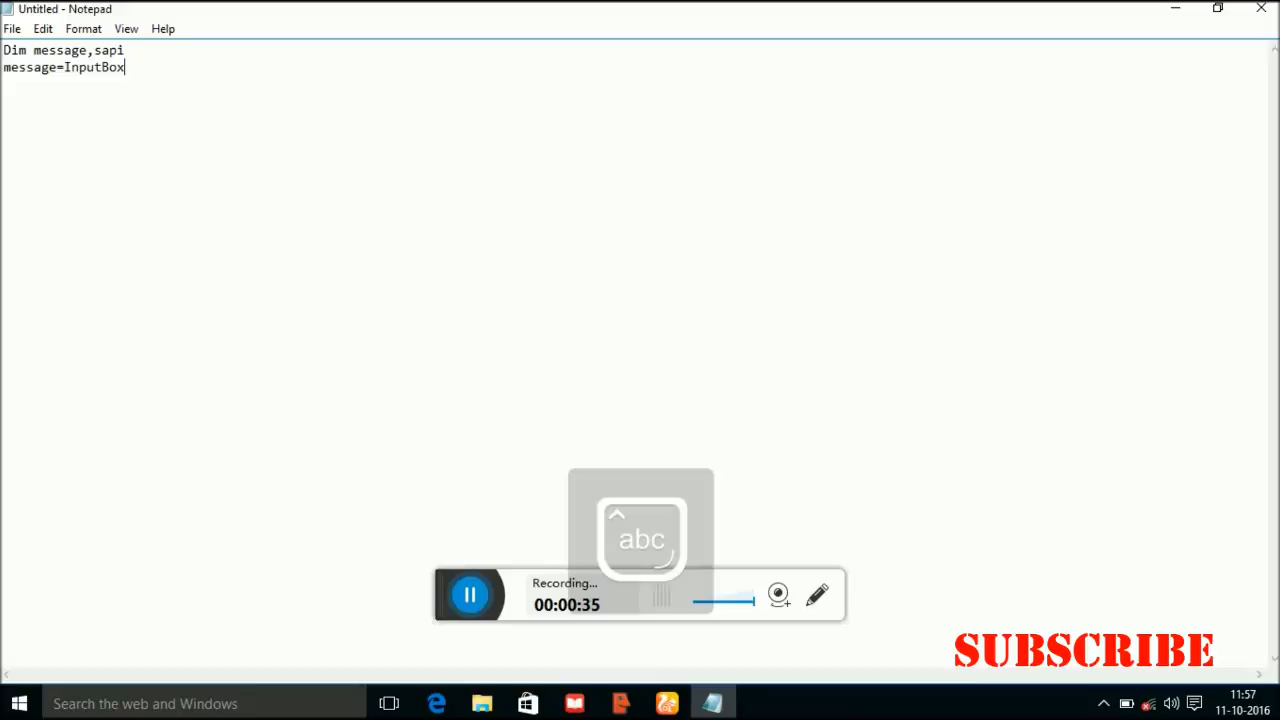 Untitled - Notepad
File Edit Format View Help
Dim message,sapi
message=InputBox
abc
Recording...
00:00:35
SUBSCRIBE
Search the web and Windows
11:57
11-10-2016